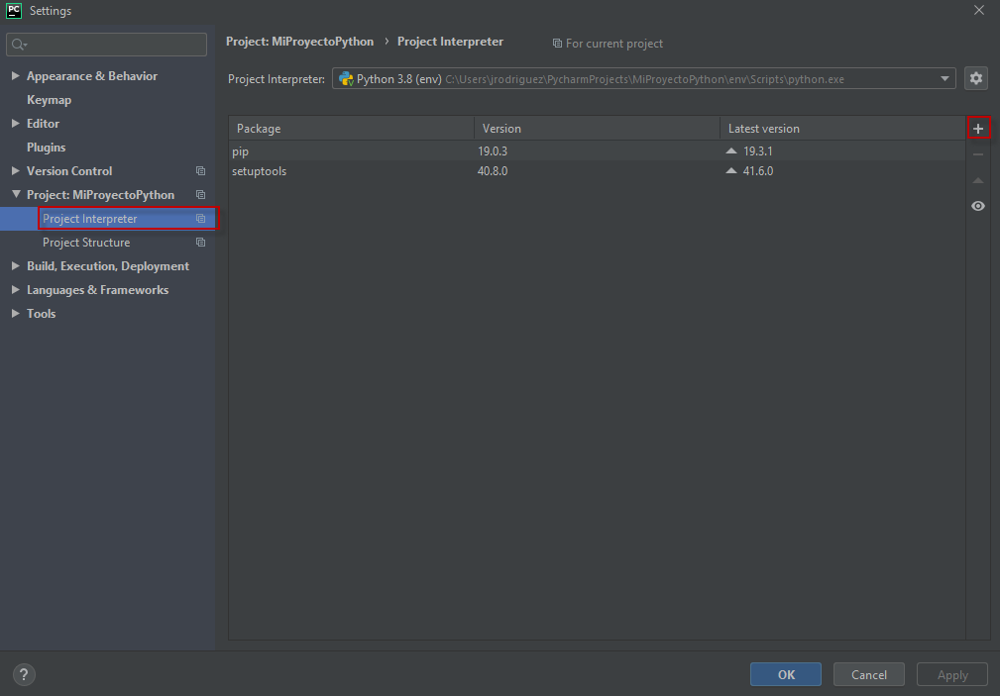 PC Settings
Appearance & Behavior
Keymap
Editor
Plugins
Version Control
Project: MiProyectoPython
Project Interpreter
Project Structure
Build, Execution, Deployment
Languages & Frameworks
Tools
Project: MiProyectoPython › Project Interpreter For current project
Project Interpreter: Python 3.8 (env) C:\Users\jrodriguez\PycharmProjects\MiProyectoPython\env\Scripts\python.exe
Package Version Latest version
pip 19.0.3 19.3.1
setuptools 40.8.0 41.6.0
? OK Cancel Apply